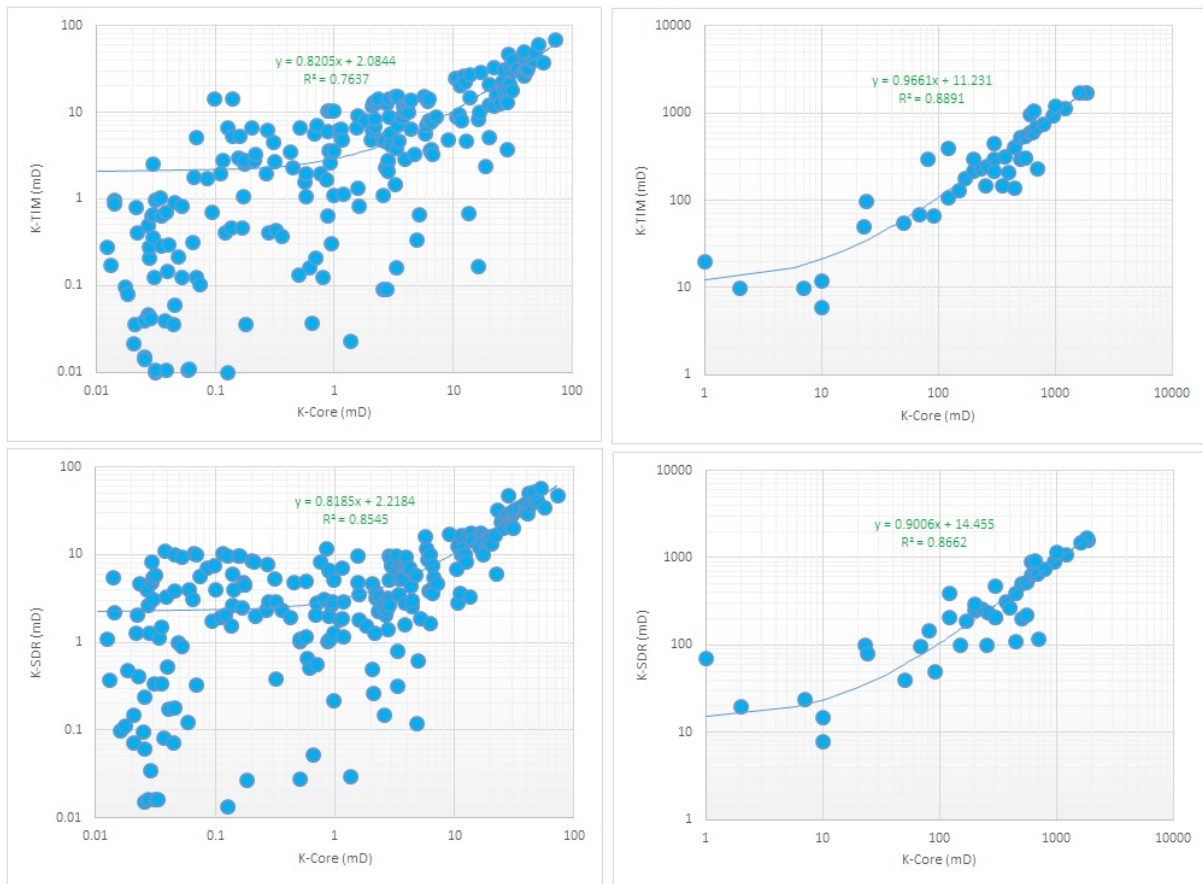 100
10
1
0.1
0.01
K-TIM (mD)
y = 0.8205x + 2.0844
R² = 0.7637
0.01 0.1 1 10 100
K-Core (mD)
10000
1000
100
10
1
K-TIM (mD)
y = 0.9661x + 11.231
R² = 0.8891
1 10 100 1000 10000
K-Core (mD)
100
10
1
0.1
0.01
K-SDR (mD)
y = 0.8185x + 2.2184
R² = 0.8545
0.01 0.1 1 10 100
K-Core (mD)
10000
1000
100
10
1
K-SDR (mD)
y = 0.9006x + 14.455
R² = 0.8662
1 10 100 1000 10000
K-Core (mD)